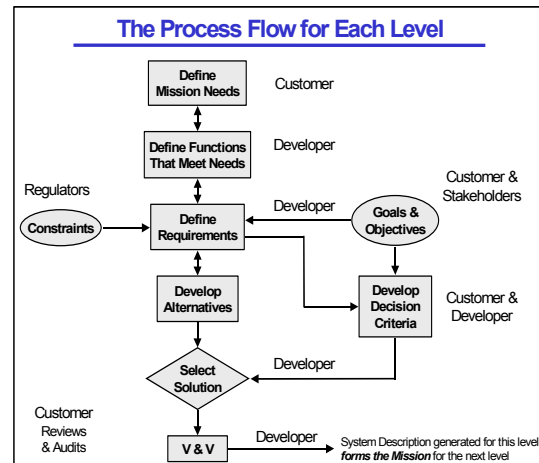 The Process Flow for Each Level
Define
Mission Needs
Customer
Define Functions
That Meet Needs
Developer
Regulators
Constraints
Define
Requirements
Developer
Goals &
Objectives
Customer &
Stakeholders
Develop
Alternatives
Develop
Decision
Criteria
Customer &
Developer
Select
Solution
Developer
Customer
Reviews
& Audits
V & V
Developer
System Description generated for this level
forms the Mission for the next level